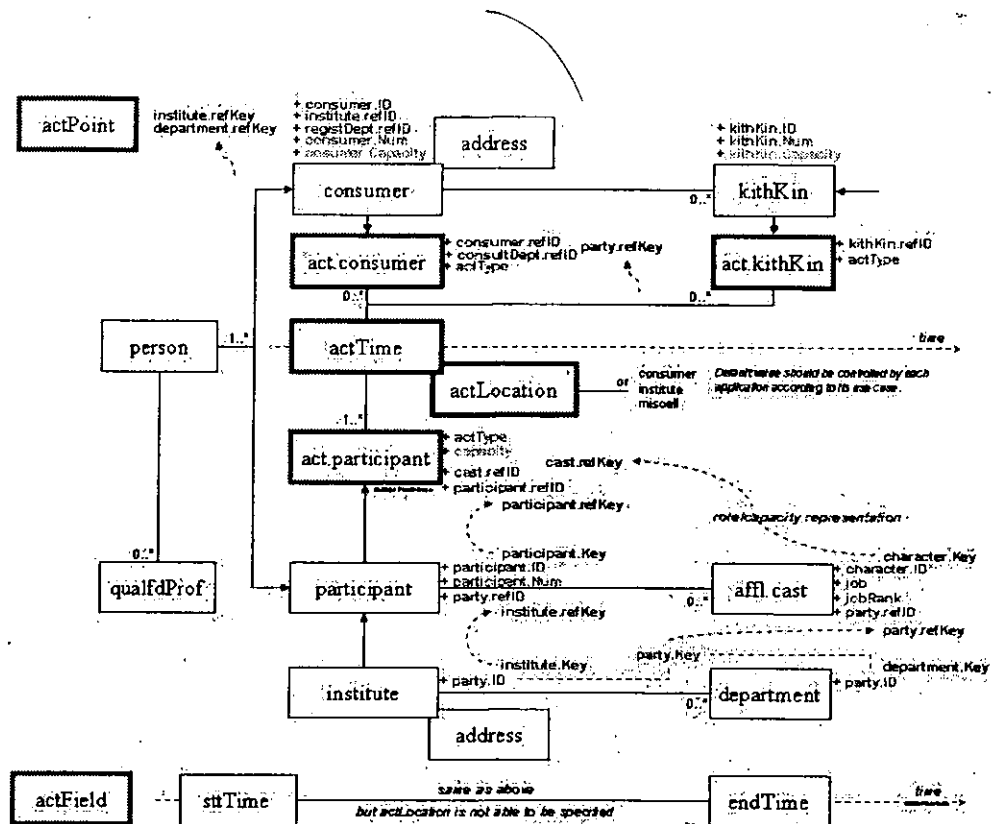 actPoint
institute.refKey
department.refKey
+ consumer.ID
+ institute.refID
+ registDept.refID
+ consumer.Num
+ cosumer.Capacity
address
+ kithKin.ID
+ kithKin.Num
+ kithKin.Capacity
consumer
0..*
kithKin
act.consumer
+ consumer.refID
+ consultDept.refID
+ actType
party.refKey
act.kithKin
+ kithKin.refID
+ actType
0..*
0..*
person
1..*
actTime
time
actLocation
or
consumer
institute
miscell
Default value should be controlled by each
application according to its use case.
1..*
act.participant
+ actType
+ capacity
+ cast.refID
+ participant.refID
cast.refKey
participant.refKey
role/capacity representation
0..*
participant.Key
character.Key
qualfdProf
participant
+ participant.ID
+ participant.Num
+ party.refID
0..*
affl.cast
+ character.ID
+ job
+ jobRank
+ party.refID
institute.refKey
party.refKey
institute.Key
party.Key
department.Key
institute
+ party.ID
0..*
department
+ party.ID
address
actField
sttTime
same as above
but actLocation is not able to be specified
endTime
time